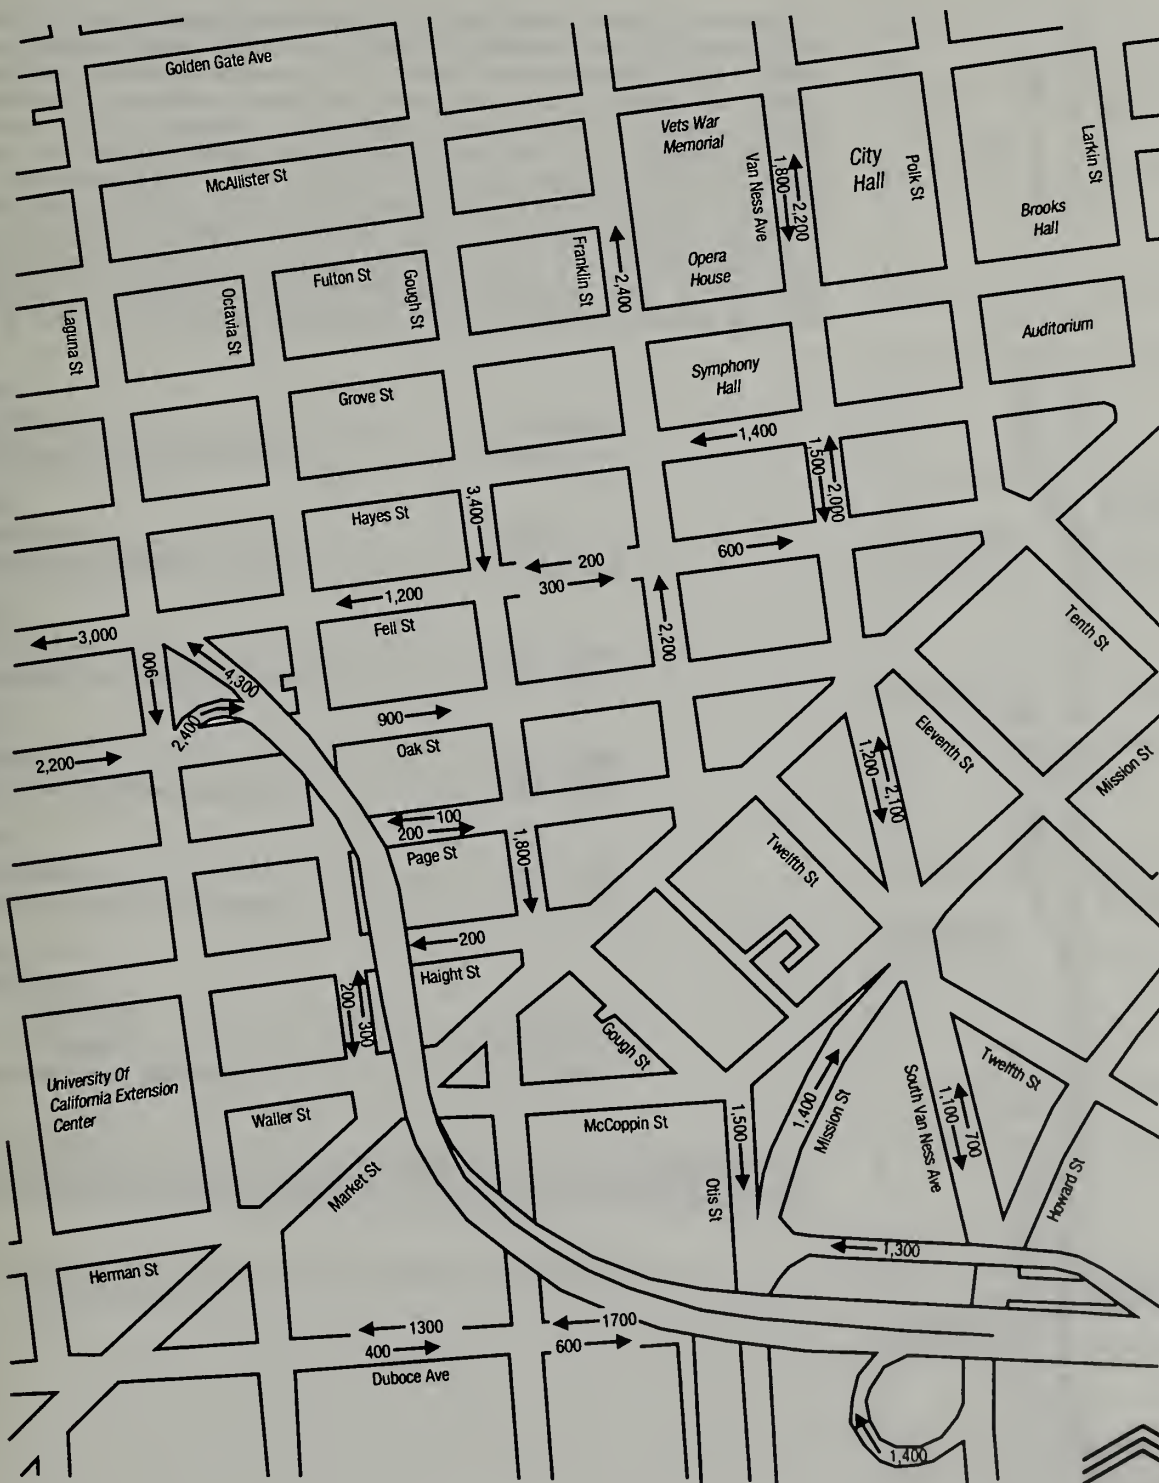 Golden Gate Ave
McAllister St
Vets War
Memorial
Van Ness Ave
1,800
2,200
City
Hall
Polk St
Larkin St
Brooks
Hall
Opera
House
Franklin St
2,400
Fulton St
Gough St
Octavia St
Laguna St
Auditorium
Symphony
Hall
Grove St
1,400
1,500
2,000
Hayes St
3,400
200
300
600
1,200
Fell St
2,200
Tenth St
3,000
900
4,300
2,400
900
Oak St
2,200
Eleventh St
1,200
2,100
Mission St
100
200
Page St
1,800
Twelfth St
200
Haight St
200
300
Gough St
University Of
California Extension
Center
Waller St
McCoppin St
1,500
1,400
Mission St
South Van Ness Ave
1,100
700
Twelfth St
Howard St
Market St
Otis St
1,300
Herman St
1300
400
1700
600
Duboce Ave
1,400